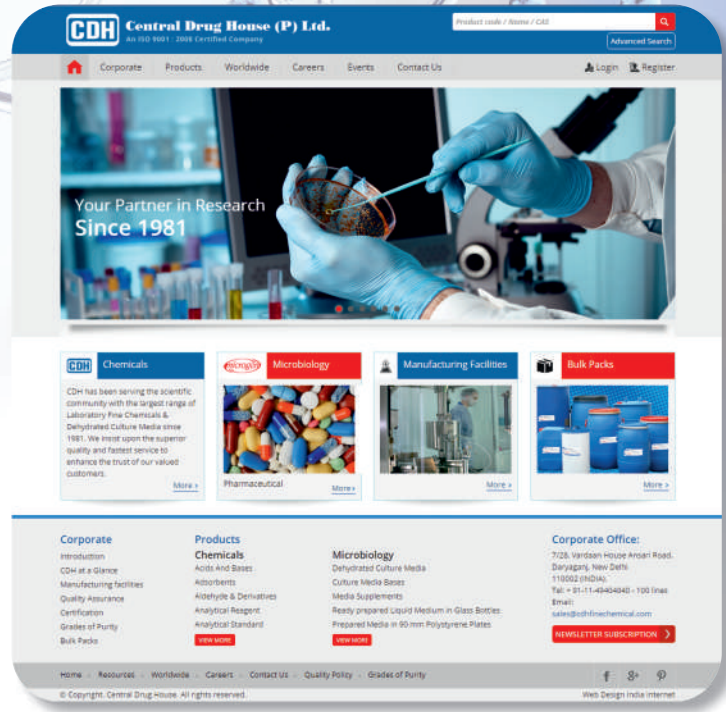 CDH Central Drug House (P) Ltd.
An ISO 9001 : 2008 Certified Company
Product code / Name / CAS
Advanced Search
Corporate Products Worldwide Careers Events Contact Us
Login Register
Your Partner in Research
Since 1981
CDH Chemicals
CDH has been serving the scientific
community with the largest range of
Laboratory Fine Chemicals &
Dehydrated Culture Media since
1981. We insist upon the superior
quality and fastest service to
enhance the trust of our valued
customers.
More »
microgen Microbiology
Pharmaceutical
More »
Manufacturing Facilities
More »
Bulk Packs
More »
Corporate
Introduction
CDH at a Glance
Manufacturing facilities
Quality Assurance
Certification
Grades of Purity
Bulk Packs
Products
Chemicals
Acids And Bases
Adsorbents
Aldehyde & Derivatives
Analytical Reagent
Analytical Standard
VIEW MORE
Microbiology
Dehydrated Culture Media
Culture Media Bases
Media Supplements
Ready prepared Liquid Medium in Glass Bottles
Prepared Media in 90 mm Polystyrene Plates
VIEW MORE
Corporate Office:
7/28, Vardaan House Ansari Road,
Daryaganj, New Delhi
110002 (INDIA).
Tel: + 91-11-49404040 - 100 lines
Email:
sales@cdhfinechemical.com
NEWSLETTER SUBSCRIPTION
Home Resources Worldwide Careers Contact Us Quality Policy Grades of Purity
© Copyright. Central Drug House. All rights reserved.
Web Design India Internet